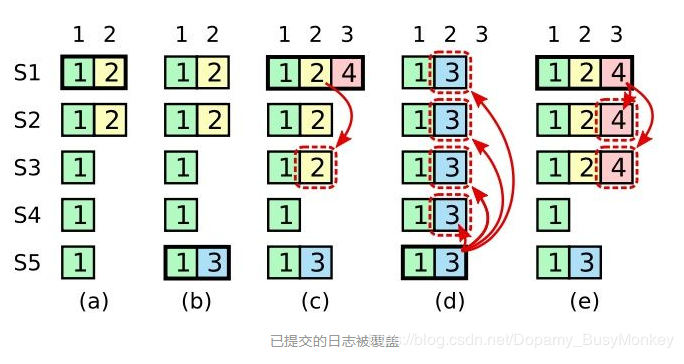 1 2 1 2 1 2 3 1 2 3 1 2 3
S1 1 2 1 2 1 2 4 1 3 1 2 4
S2 1 2 1 2 1 2 1 3 1 2 4
S3 1 1 1 2 1 3 1 2 4
S4 1 1 1 1 3 1
S5 1 1 3 1 3 1 3 1 3
(a) (b) (c) (d) (e)
已提交的日志被覆盖
https://blog.csdn.net/Dopamy_BusyMonkey